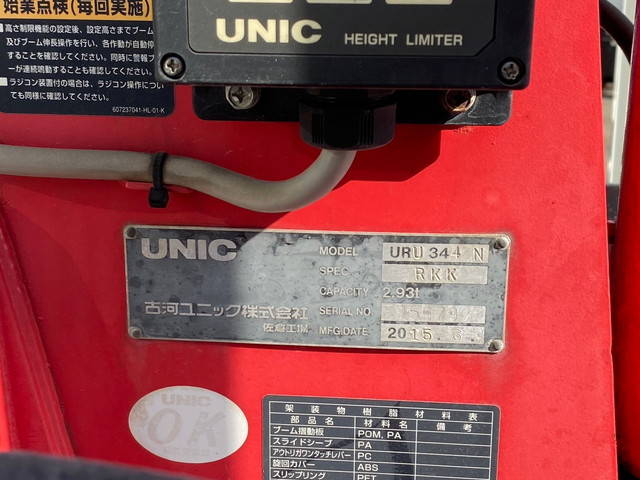 始業点検(毎回実施)
■高さ制限機能の設定後、設定高さまでブーム
及びブーム伸長操作を行い、各作動が自動停
することを確認してください。同時に警報ブ
ーが連続鳴動することも確認してください。
■ラジコン装置付の場合は、ラジコン操作につい
ても同様に確認してください。
607237041-HL-01-K
UNIC HEIGHT LIMITER
UNIC
MODEL URU 344 N
SPEC RKK
CAPACITY 2.93t
古河ユニック株式会社 SERIAL NO
佐倉工場 MFG.DATE 2015.
UNIC
OK
架装物樹脂材料表
部品名 材料名 備考
ブーム摺動板 POM, PA
スライドシーブ PA
アウトリガワンタッチレバー PC
旋回カバー ABS
スリップリング PET